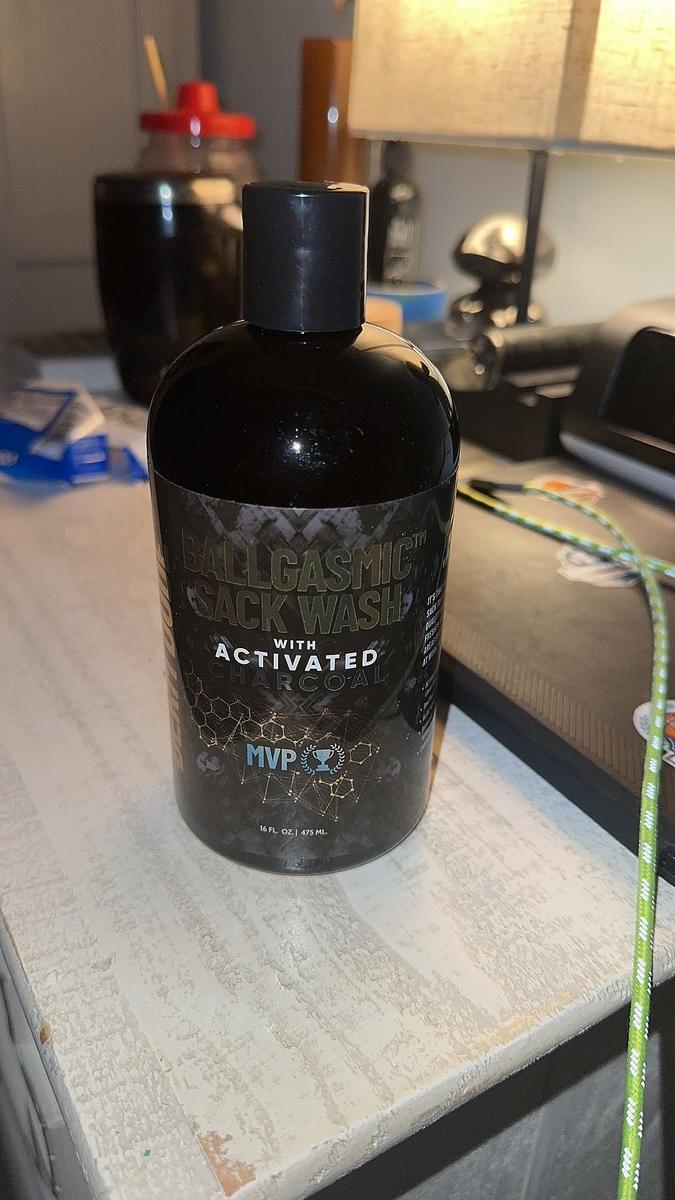 BALLGASMIC™
SACK WASH
WITH
ACTIVATED
CHARCOAL
MVP
16 FL. OZ. | 475 ML.